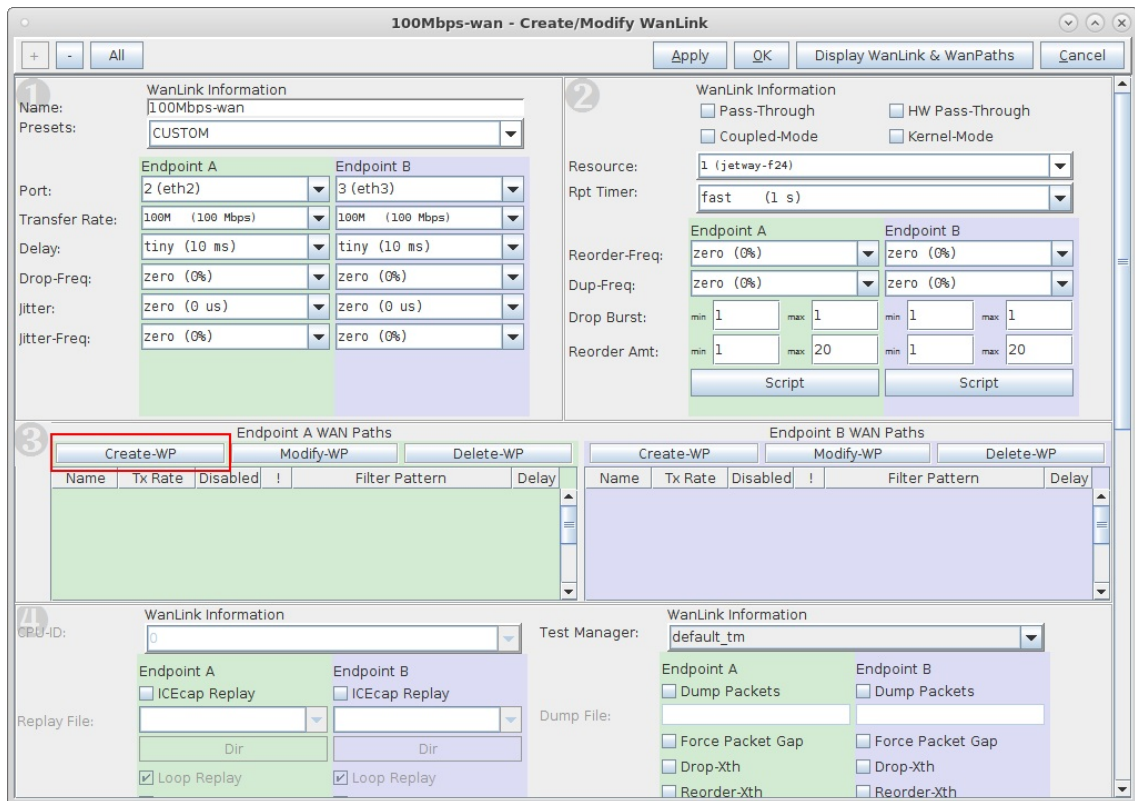 100Mbps-wan - Create/Modify WanLink
+ - All Apply OK Display WanLink & WanPaths Cancel
1
WanLink Information
Name: 100Mbps-wan
Presets: CUSTOM
Endpoint A Endpoint B
Port: 2 (eth2) 3 (eth3)
Transfer Rate: 100M (100 Mbps) 100M (100 Mbps)
Delay: tiny (10 ms) tiny (10 ms)
Drop-Freq: zero (0%) zero (0%)
Jitter: zero (0 us) zero (0 us)
Jitter-Freq: zero (0%) zero (0%)
2
WanLink Information
Pass-Through HW Pass-Through
Coupled-Mode Kernel-Mode
Resource: 1 (jetway-f24)
Rpt Timer: fast (1 s)
Endpoint A Endpoint B
Reorder-Freq: zero (0%) zero (0%)
Dup-Freq: zero (0%) zero (0%)
Drop Burst: min 1 max 1 min 1 max 1
Reorder Amt: min 1 max 20 min 1 max 20
Script Script
3
Endpoint A WAN Paths
Create-WP Modify-WP Delete-WP
Name Tx Rate Disabled ! Filter Pattern Delay
Endpoint B WAN Paths
Create-WP Modify-WP Delete-WP
Name Tx Rate Disabled ! Filter Pattern Delay
4
WanLink Information
CPU-ID: 0
Endpoint A Endpoint B
ICEcap Replay ICEcap Replay
Replay File:
Dir Dir
Loop Replay Loop Replay
WanLink Information
Test Manager: default_tm
Endpoint A Endpoint B
Dump Packets Dump Packets
Dump File:
Force Packet Gap Force Packet Gap
Drop-Xth Drop-Xth
Reorder-Xth Reorder-Xth